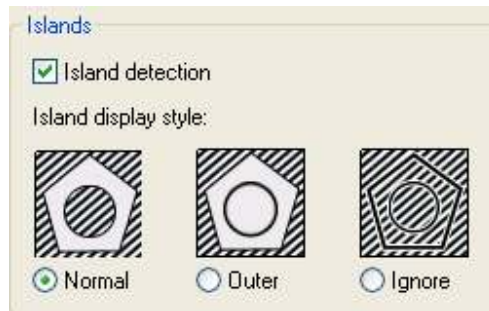 Islands
Island detection
Island display style:
Normal Outer Ignore